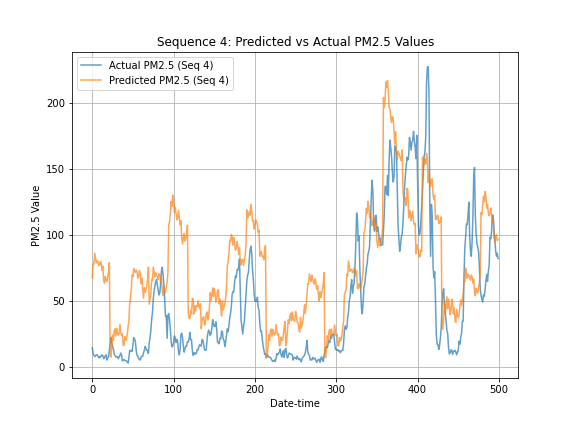 Sequence 4: Predicted vs Actual PM2.5 Values
Actual PM2.5 (Seq 4)
Predicted PM2.5 (Seq 4)
PM2.5 Value
200
150
100
50
0
0 100 200 300 400 500
Date-time